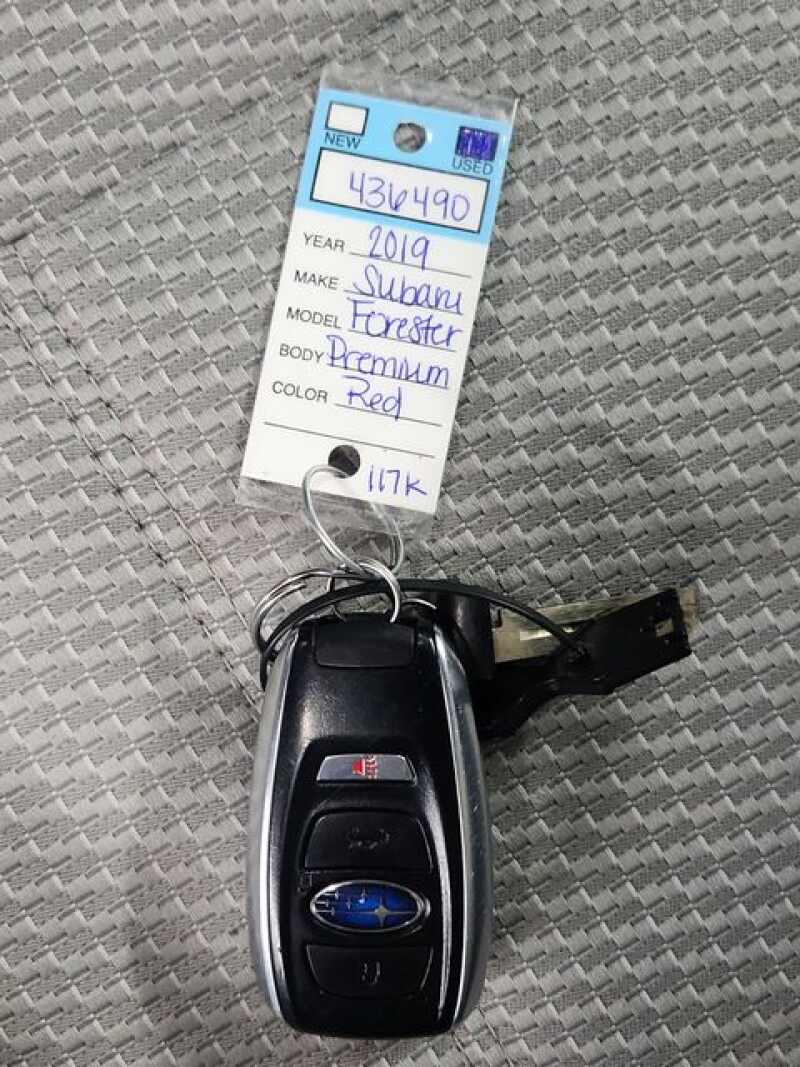 NEW
USED
436490
YEAR 2019
MAKE Subaru
MODEL Forester
BODY Premium
COLOR Red
117K